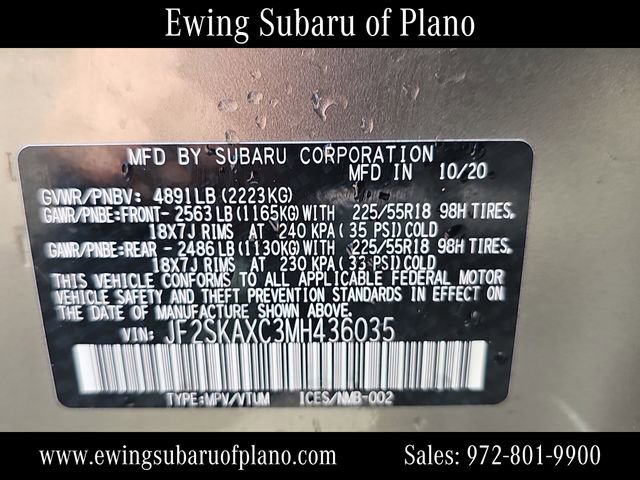 Ewing Subaru of Plano
MFD BY SUBARU CORPORATION
MFD IN 10/20
GVWR/PNBV: 4891LB (2223KG)
GAWR/PNBE:FRONT- 2563 LB (1165KG) WITH 225/55R18 98H TIRES,
18X7J RIMS AT 240 KPA ( 35 PSI) COLD
GAWR/PNBE:REAR - 2486 LB (1130KG) WITH 225/55R18 98H TIRES,
18X7J RIMS AT 230 KPA ( 33 PSI) COLD
THIS VEHICLE CONFORMS TO ALL APPLICABLE FEDERAL MOTOR
VEHICLE SAFETY AND THEFT PREVENTION STANDARDS IN EFFECT ON
THE DATE OF MANUFACTURE SHOWN ABOVE.
VIN: JF2SKAXC3MH436035
TYPE:MPV/VTUM ICES/NMB-002
www.ewingsubaruofplano.com Sales: 972-801-9900